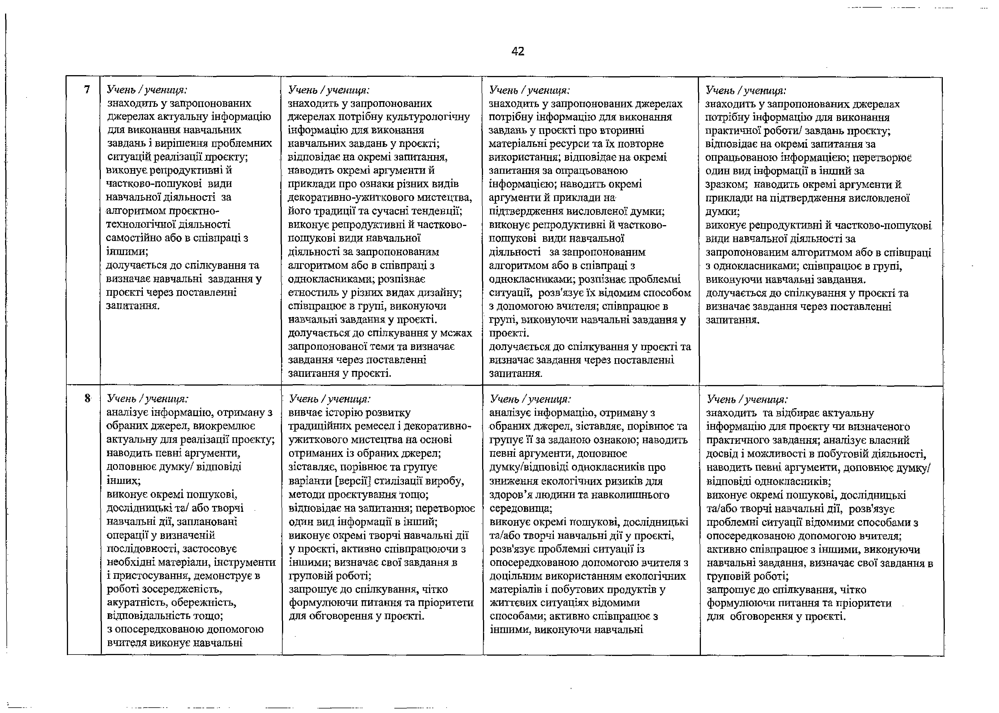 42
7
Учень / учениця:
знаходить у запропонованих
джерелах актуальну інформацію
для виконання навчальних
завдань і вирішення проблемних
ситуацій реалізації проєкту;
виконує репродуктивні й
частково-пошукові види
навчальної діяльності за
алгоритмом проєктно-
технологічної діяльності
самостійно або в співпраці з
іншими;
долучається до спілкування та
визначає навчальні завдання у
проєкті через поставленні
запитання.
Учень / учениця:
знаходить у запропонованих
джерелах потрібну культурологічну
інформацію для виконання
навчальних завдань у проєкті;
відповідає на окремі запитання,
наводить окремі аргументи й
приклади про ознаки різних видів
декоративно-ужиткового мистецтва,
його традиції та сучасні тенденції;
виконує репродуктивні й частково-
пошукові види навчальної
діяльності за запропонованим
алгоритмом або в співпраці з
однокласниками; розпізнає
етностиль у різних видах дизайну;
співпрацює в групі, виконуючи
навчальні завдання у проєкті.
долучається до спілкування у межах
запропонованої теми та визначає
завдання через поставленні
запитання у проєкті.
Учень / учениця:
знаходить у запропонованих джерелах
потрібну інформацію для виконання
завдань у проєкті про вторинні
матеріальні ресурси та їх повторне
використання; відповідає на окремі
запитання за опрацьованою
інформацією; наводить окремі
аргументи й приклади на
підтвердження висловленої думки;
виконує репродуктивні й частково-
пошукові види навчальної
діяльності за запропонованим
алгоритмом або в співпраці з
однокласниками; розпізнає проблемні
ситуації, розв'язує їх відомим способом
з допомогою вчителя; співпрацює в
групі, виконуючи навчальні завдання у
проєкті.
долучається до спілкування у проєкті та
визначає завдання через поставленні
запитання.
Учень / учениця:
знаходить у запропонованих джерелах
потрібну інформацію для виконання
практичної роботи/ завдань проєкту;
відповідає на окремі запитання за
опрацьованою інформацією; перетворює
один вид інформації в інший за
зразком; наводить окремі аргументи й
приклади на підтвердження висловленої
думки;
виконує репродуктивні й частково-пошукові
види навчальної діяльності за
запропонованим алгоритмом або в співпраці
з однокласниками; співпрацює в групі,
виконуючи навчальні завдання.
долучається до спілкування у проєкті та
визначає завдання через поставленні
запитання.
8
Учень / учениця:
аналізує інформацію, отриману з
обраних джерел, виокремлює
актуальну для реалізації проєкту;
наводить певні аргументи,
доповнює думку/ відповіді
інших;
виконує окремі пошукові,
дослідницькі та/ або творчі
навчальні дії, заплановані
операції у визначеній
послідовності, застосовує
необхідні матеріали, інструменти
і пристосування, демонструє в
роботі зосередженість,
акуратність, обережність,
відповідальність тощо;
з опосередкованою допомогою
вчителя виконує навчальні
Учень / учениця:
вивчає історію розвитку
традиційних ремесел і декоративно-
ужиткового мистецтва на основі
отриманих із обраних джерел;
зіставляє, порівнює та групує
варіанти [версії] стилізації виробу,
методи проєктування тощо;
відповідає на запитання; перетворює
один вид інформації в інший;
виконує окремі творчі навчальні дії
у проєкті, активно співпрацюючи з
іншими; визначає свої завдання в
груповій роботі;
запрошує до спілкування, чітко
формулюючи питання та пріоритети
для обговорення у проєкті.
Учень / учениця:
аналізує інформацію, отриману з
обраних джерел, зіставляє, порівнює та
групує її за заданою ознакою; наводить
певні аргументи, доповнює
думку/відповіді однокласників про
зниження екологічних ризиків для
здоров’я людини та навколишнього
середовища;
виконує окремі пошукові, дослідницькі
та/або творчі навчальні дії у проєкті,
розв'язує проблемні ситуації із
опосередкованою допомогою вчителя з
доцільним використанням екологічних
матеріалів і побутових продуктів у
життєвих ситуаціях відомими
способами; активно співпрацює з
іншими, виконуючи навчальні
Учень / учениця:
знаходить та відбирає актуальну
інформацію для проєкту чи визначеного
практичного завдання; аналізує власний
досвід і можливості в побутовій діяльності,
наводить певні аргументи, доповнює думку/
відповіді однокласників;
виконує окремі пошукові, дослідницькі
та/або творчі навчальні дії, розв'язує
проблемні ситуації відомими способами з
опосередкованою допомогою вчителя;
активно співпрацює з іншими, виконуючи
навчальні завдання, визначає свої завдання в
груповій роботі;
запрошує до спілкування, чітко
формулюючи питання та пріоритети
для обговорення у проєкті.